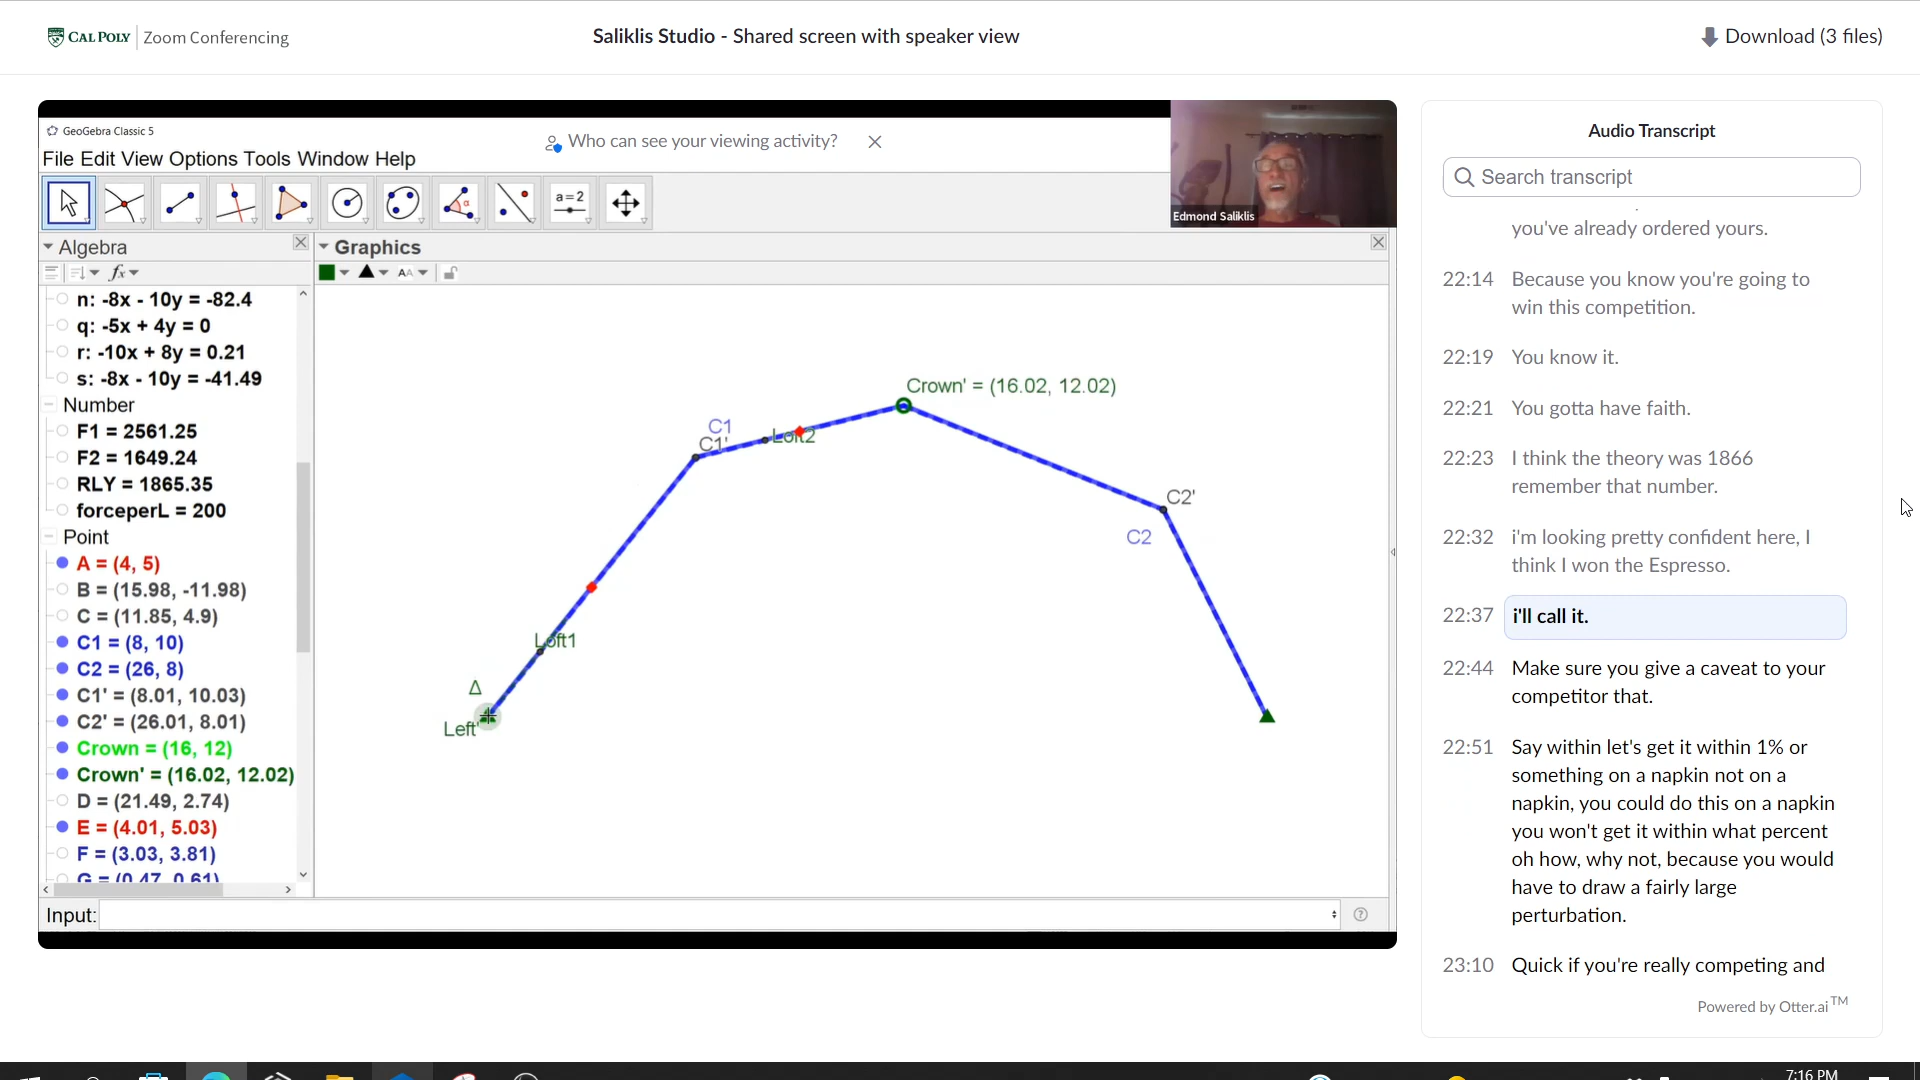 CAL POLY Zoom Conferencing
Saliklis Studio - Shared screen with speaker view
Download (3 files)
GeoGebra Classic 5
Who can see your viewing activity?
File Edit View Options Tools Window Help
a=2
Edmond Saliklis
Algebra
Graphics
fx
AA
n: -8x - 10y = -82.4
q: -5x + 4y = 0
r: -10x + 8y = 0.21
s: -8x - 10y = -41.49
Number
F1 = 2561.25
F2 = 1649.24
RLY = 1865.35
forceperL = 200
Point
A = (4, 5)
B = (15.98, -11.98)
C = (11.85, 4.9)
C1 = (8, 10)
C2 = (26, 8)
C1' = (8.01, 10.03)
C2' = (26.01, 8.01)
Crown = (16, 12)
Crown' = (16.02, 12.02)
D = (21.49, 2.74)
E = (4.01, 5.03)
F = (3.03, 3.81)
G = (0.47, 0.61)
Crown' = (16.02, 12.02)
C1
C1'
Loft2
C2'
C2
Loft1
Δ
Left'
Input:
Audio Transcript
Search transcript
you've already ordered yours.
22:14 Because you know you're going to
win this competition.
22:19 You know it.
22:21 You gotta have faith.
22:23 I think the theory was 1866
remember that number.
22:32 i'm looking pretty confident here, I
think I won the Espresso.
22:37 i'll call it.
22:44 Make sure you give a caveat to your
competitor that.
22:51 Say within let's get it within 1% or
something on a napkin not on a
napkin, you could do this on a napkin
you won't get it within what percent
oh how, why not, because you would
have to draw a fairly large
perturbation.
23:10 Quick if you're really competing and
Powered by Otter.ai TM
7:16 PM